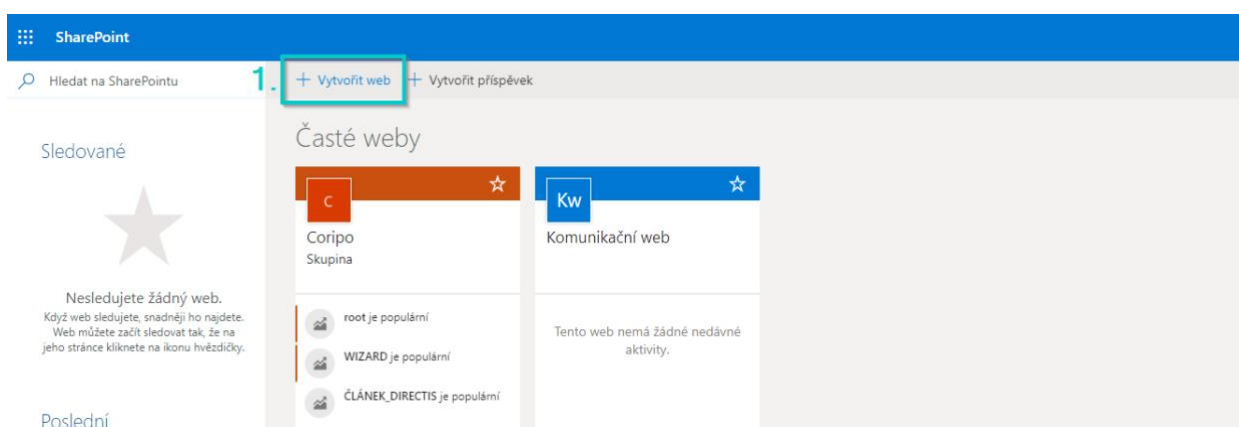 SharePoint
Hledat na SharePointu
1.
+ Vytvořit web
+ Vytvořit příspěvek
Sledované
Nesledujete žádný web.
Když web sledujete, snadněji ho najdete.
Web můžete začít sledovat tak, že na
jeho stránce kliknete na ikonu hvězdičky.
Poslední
Časté weby
C
Coripo
Skupina
root je populární
WIZARD je populární
ČLÁNEK_DIRECTIS je populární
Kw
Komunikační web
Tento web nemá žádné nedávné
aktivity.